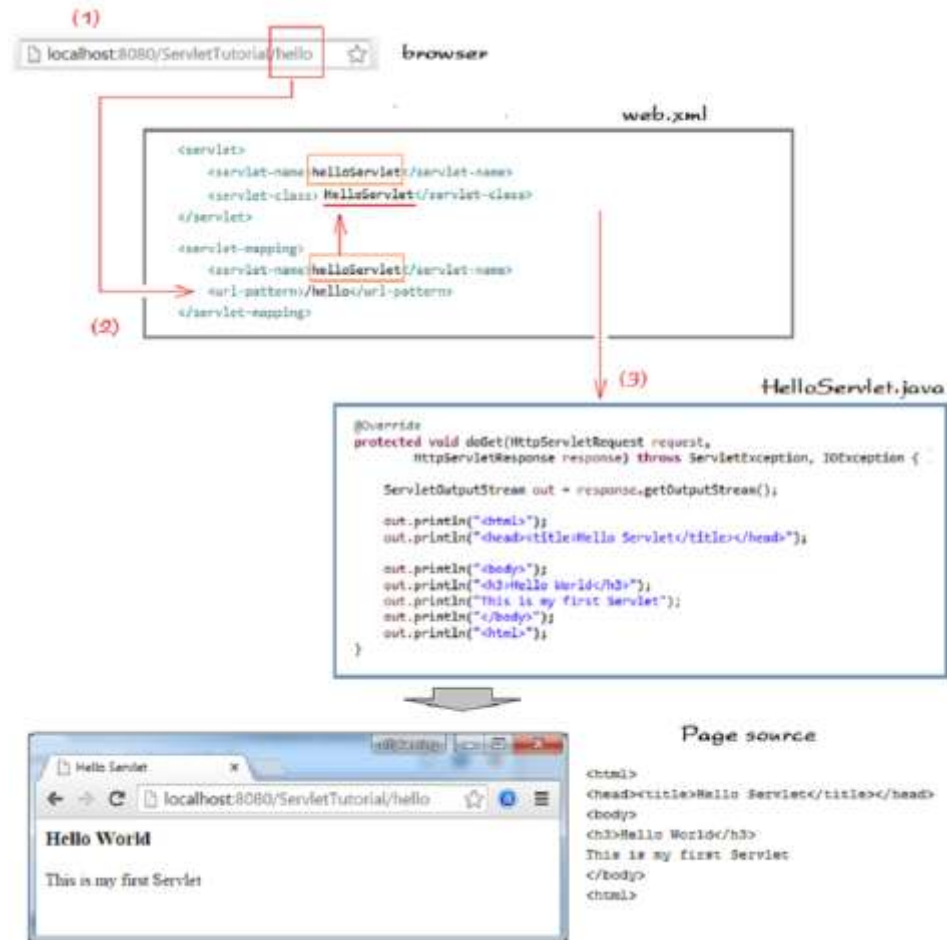 (1)
localhost:8080/ServletTutorial/hello
browser
web.xml
<servlet>
<servlet-name>helloServlet</servlet-name>
<servlet-class> HelloServlet</servlet-class>
</servlet>
<servlet-mapping>
<servlet-name>helloServlet</servlet-name>
<url-pattern>/hello</url-pattern>
</servlet-mapping>
(2)
(3)
HelloServlet.java
@Override
protected void doGet(HttpServletRequest request,
HttpServletResponse response) throws ServletException, IOException {
ServletOutputStream out = response.getOutputStream();
out.println("<html>");
out.println("<head><title>Hello Servlet</title></head>");
out.println("<body>");
out.println("<h3>Hello World</h3>");
out.println("This is my first Servlet");
out.println("</body>");
out.println("<html>");
}
Hello Servlet
localhost:8080/ServletTutorial/hello
Hello World
This is my first Servlet
Page source
<html>
<head><title>Hello Servlet</title></head>
<body>
<h3>Hello World</h3>
This is my first Servlet
</body>
<html>